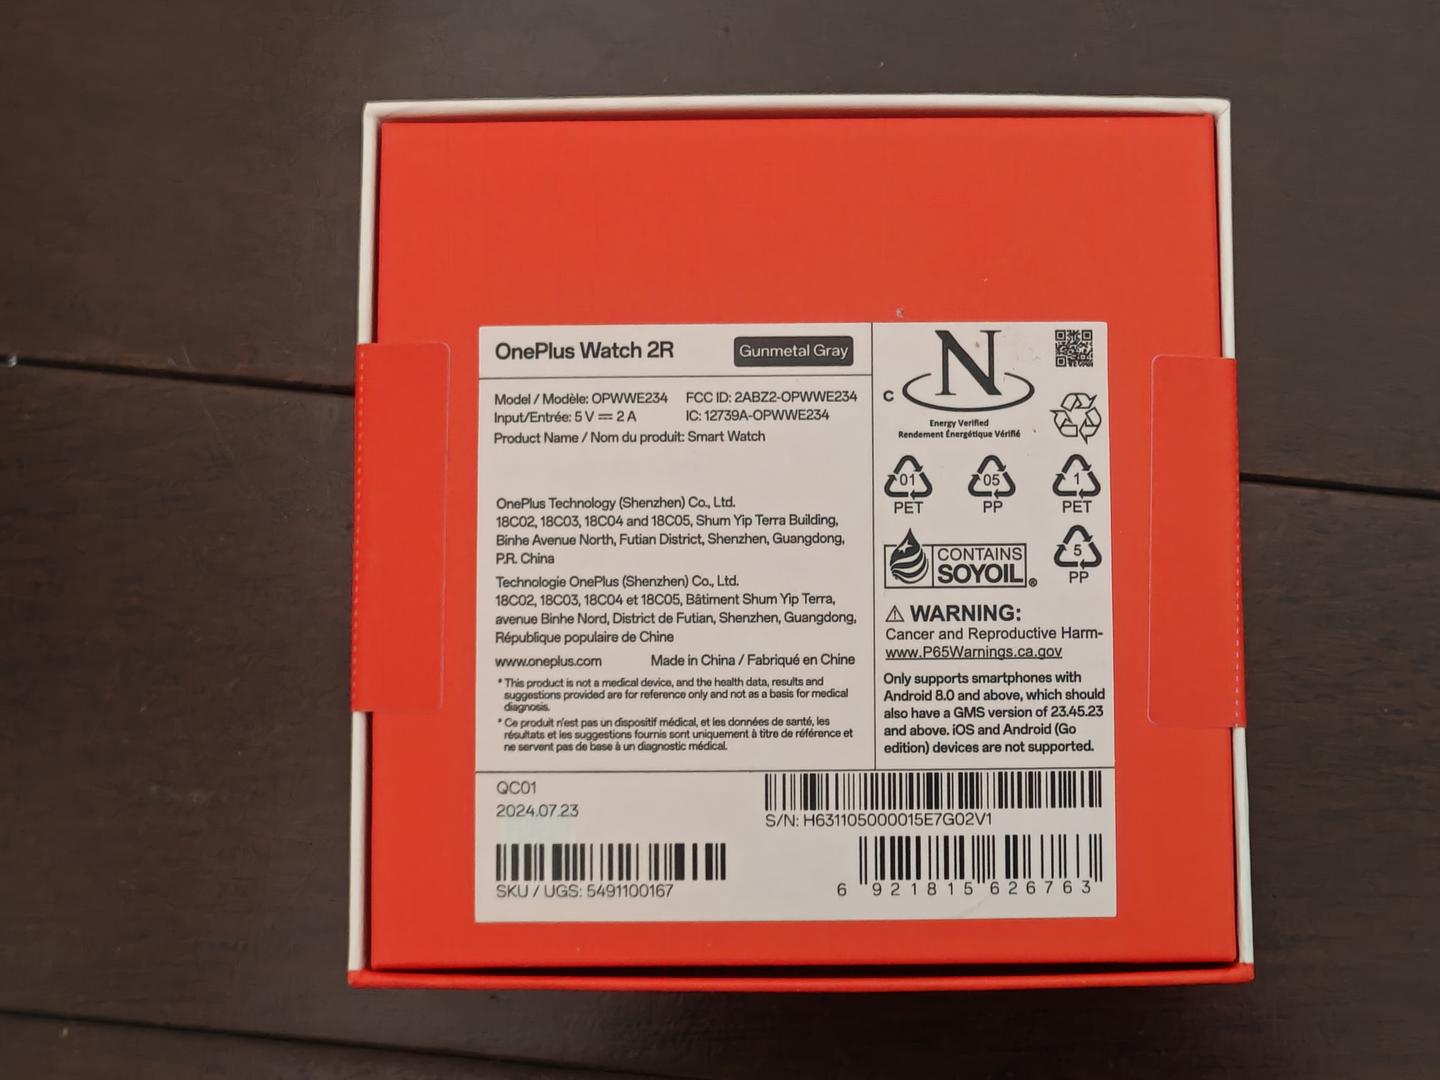 OnePlus Watch 2R
Gunmetal Gray
Model / Modèle: OPWWE234 FCC ID: 2ABZ2-OPWWE234
Input/Entrée: 5 V ⎓ 2 A IC: 12739A-OPWWE234
Product Name / Nom du produit: Smart Watch
OnePlus Technology (Shenzhen) Co., Ltd.
18C02, 18C03, 18C04 and 18C05, Shum Yip Terra Building,
Binhe Avenue North, Futian District, Shenzhen, Guangdong,
P.R. China
Technologie OnePlus (Shenzhen) Co., Ltd.
18C02, 18C03, 18C04 et 18C05, Bâtiment Shum Yip Terra,
avenue Binhe Nord, District de Futian, Shenzhen, Guangdong,
République populaire de Chine
www.oneplus.com Made in China / Fabriqué en Chine
* This product is not a medical device, and the health data, results and
suggestions provided are for reference only and not as a basis for medical
diagnosis.
* Ce produit n'est pas un dispositif médical, et les données de santé, les
résultats et les suggestions fournis sont uniquement à titre de référence et
ne servent pas de base à un diagnostic médical.
C N
Energy Verified
Rendement Énergétique Vérifié
01 05 1
PET PP PET
CONTAINS
SOYOIL®
5
PP
⚠ WARNING:
Cancer and Reproductive Harm-
www.P65Warnings.ca.gov
Only supports smartphones with
Android 8.0 and above, which should
also have a GMS version of 23.45.23
and above. iOS and Android (Go
edition) devices are not supported.
QC01
2024.07.23
S/N: H631105000015E7G02V1
SKU / UGS: 5491100167
6 921815 626763